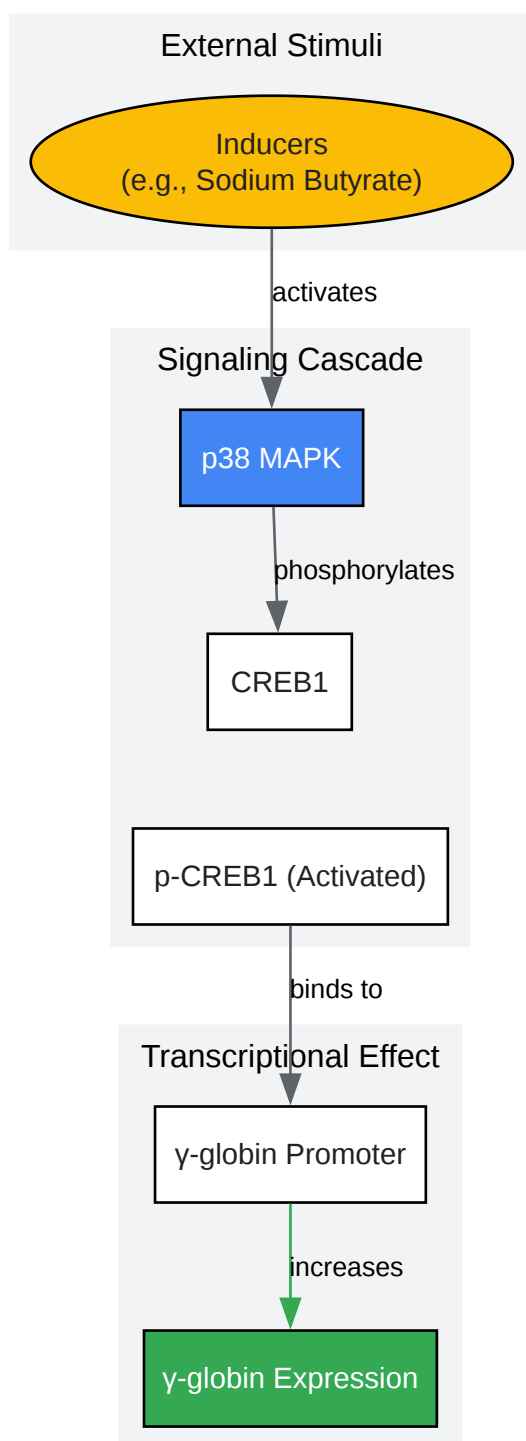 External Stimuli
Inducers
(e.g., Sodium Butyrate)
activates
Signaling Cascade
p38 MAPK
phosphorylates
CREB1
p-CREB1 (Activated)
binds to
Transcriptional Effect
γ-globin Promoter
increases
γ-globin Expression